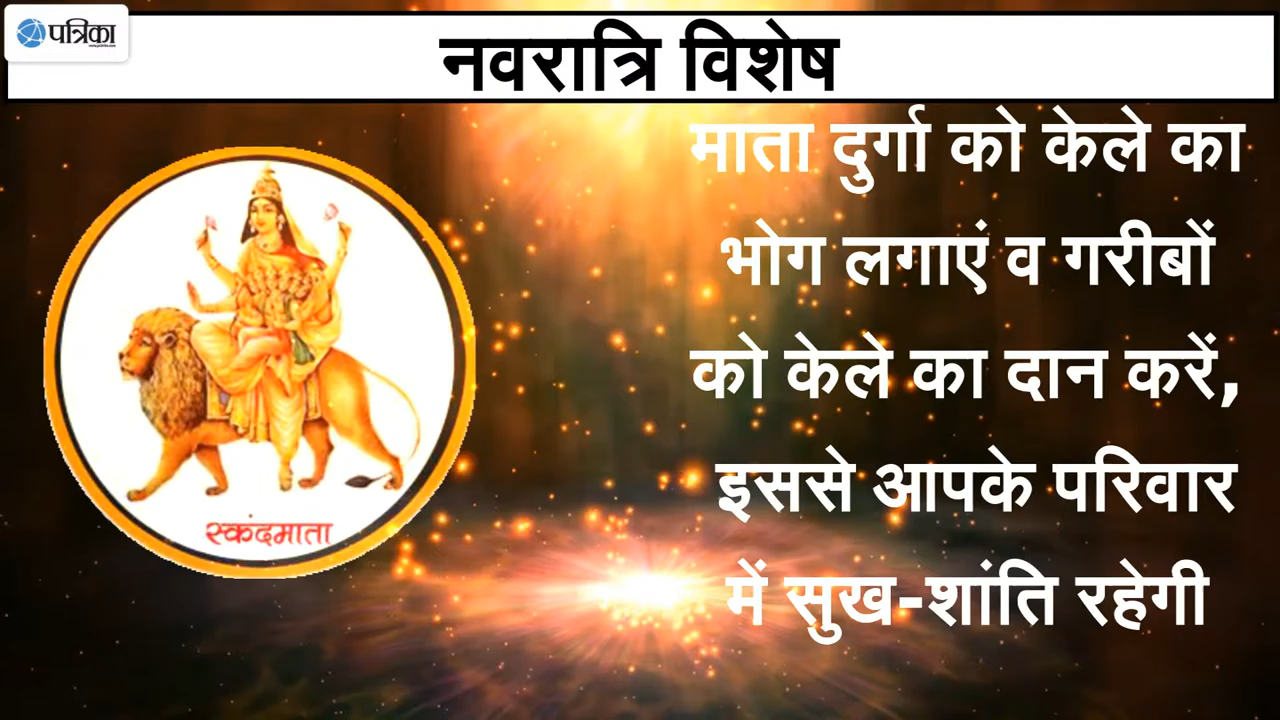 पत्रिका
नवरात्रि विशेष
माता दुर्गा को केले का
भोग लगाएं व गरीबों
को केले का दान करें,
इससे आपके परिवार
में सुख-शांति रहेगी
स्कंदमाता